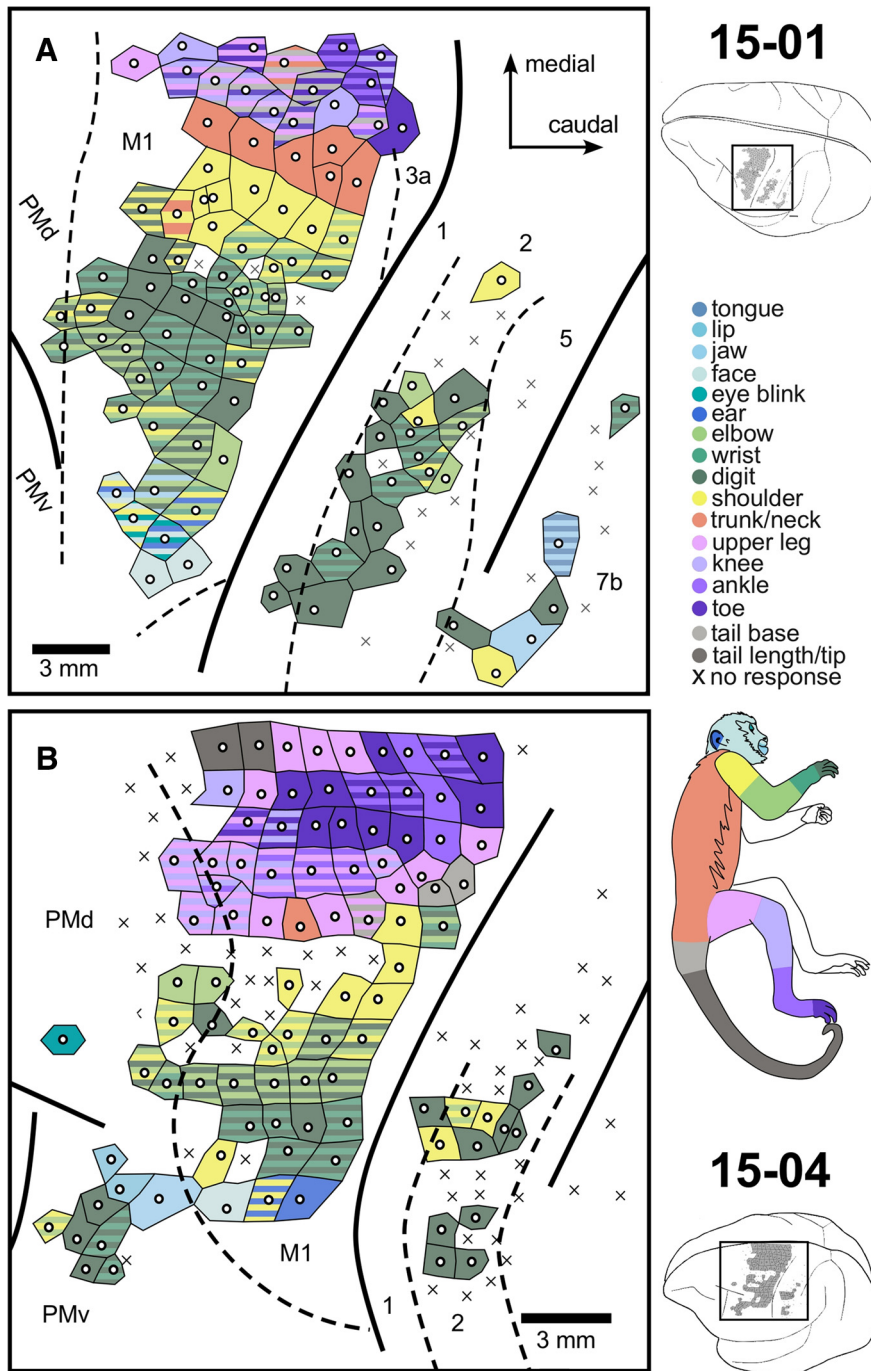 A
medial
caudal
M1
PMd
3a
1
2
5
PMv
7b
3 mm
15-01
tongue
lip
jaw
face
eye blink
ear
elbow
wrist
digit
shoulder
trunk/neck
upper leg
knee
ankle
toe
tail base
tail length/tip
x no response
B
PMd
M1
PMv
1
2
3 mm
15-04